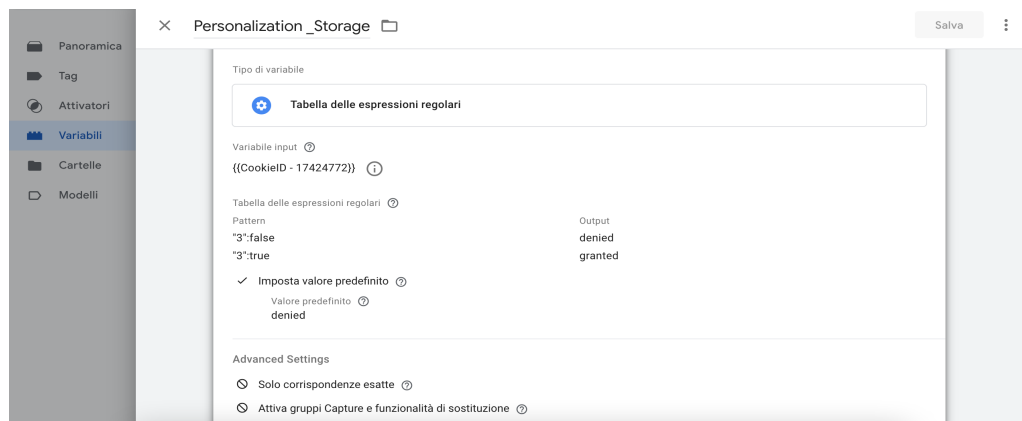 Personalization _Storage
Salva
Panoramica
Tag
Attivatori
Variabili
Cartelle
Modelli
Tipo di variabile
Tabella delle espressioni regolari
Variabile input
{{CookieID - 17424772}}
Tabella delle espressioni regolari
Pattern Output
"3":false denied
"3":true granted
Imposta valore predefinito
Valore predefinito
denied
Advanced Settings
Solo corrispondenze esatte
Attiva gruppi Capture e funzionalità di sostituzione